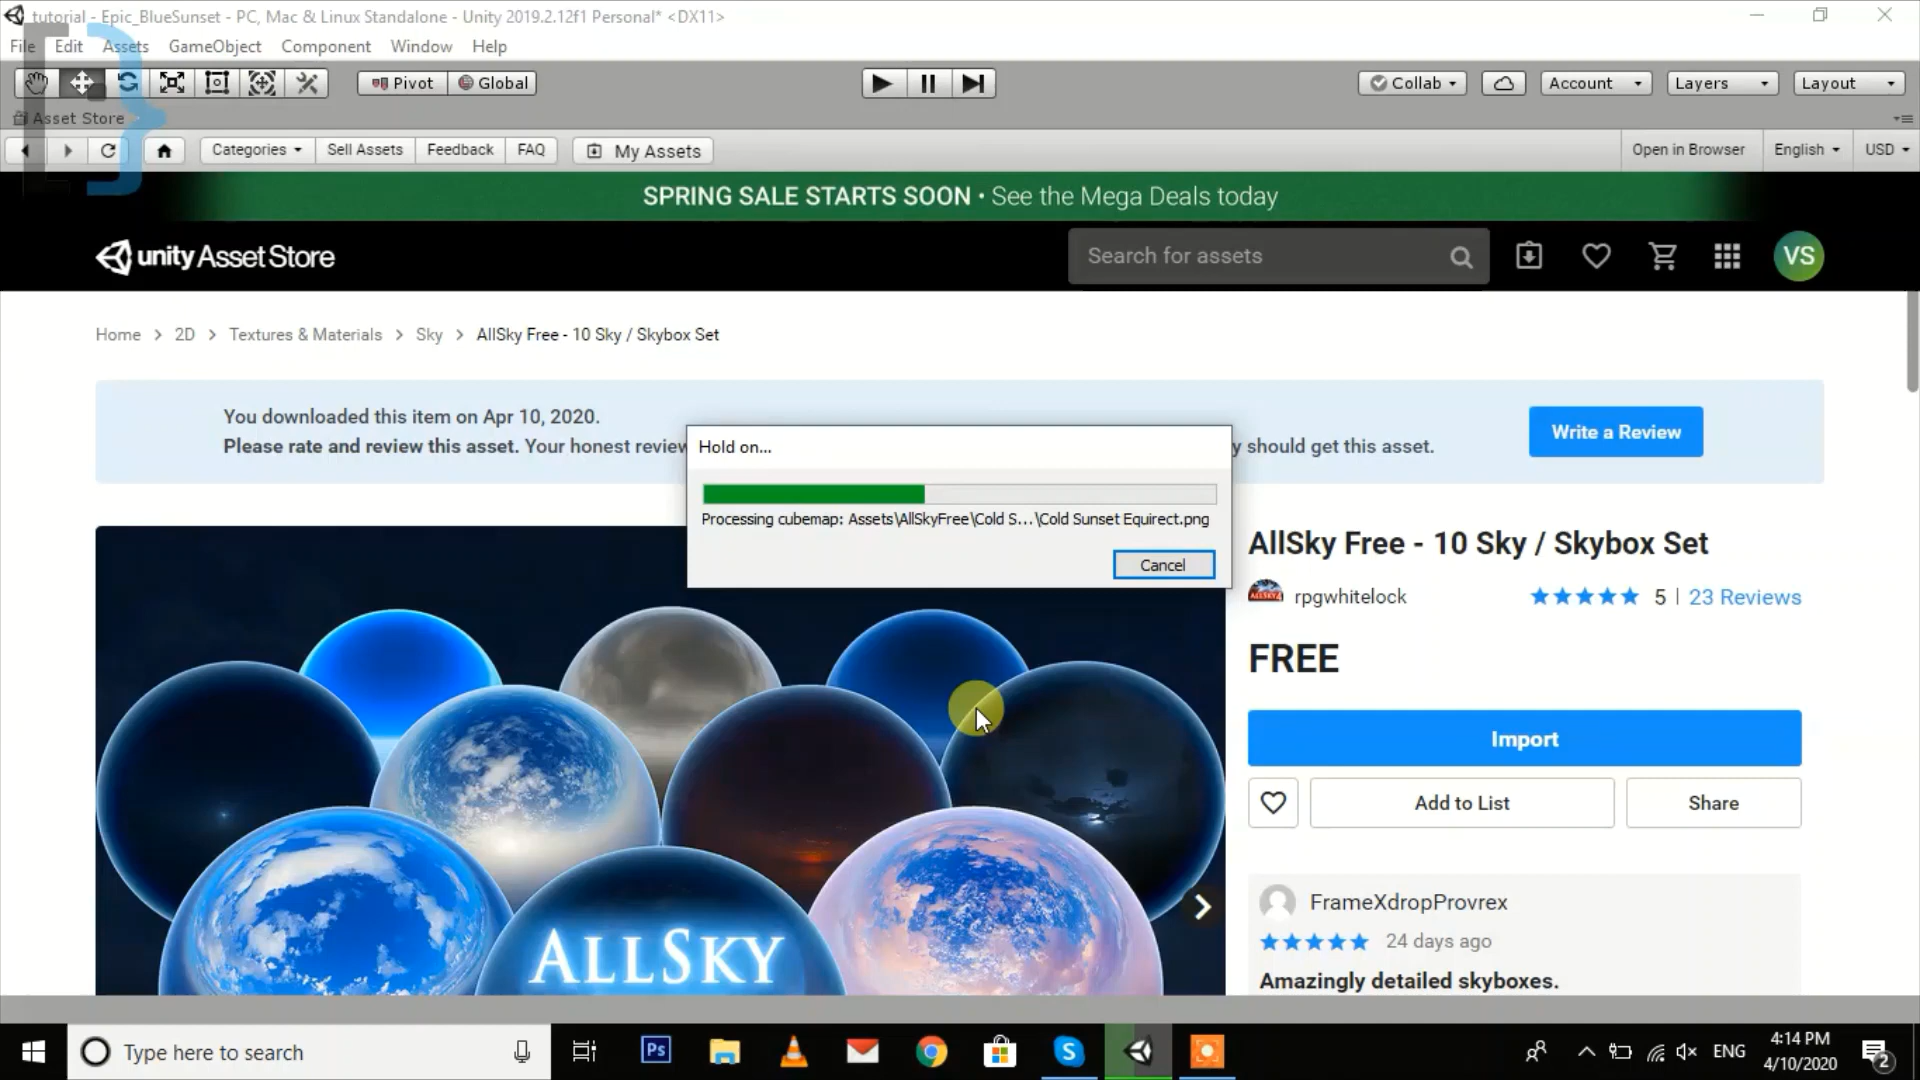 tutorial - Epic_BlueSunset - PC, Mac & Linux Standalone - Unity 2019.2.12f1 Personal* <DX11>
File Edit Assets GameObject Component Window Help
Pivot Global Collab Account Layers Layout
Asset Store
Categories Sell Assets Feedback FAQ My Assets Open in Browser English USD
SPRING SALE STARTS SOON • See the Mega Deals today
unity Asset Store Search for assets VS
Home > 2D > Textures & Materials > Sky > AllSky Free - 10 Sky / Skybox Set
You downloaded this item on Apr 10, 2020.
Please rate and review this asset. Your honest review y should get this asset.
Write a Review
Hold on...
Processing cubemap: Assets\AllSkyFree\Cold S...\Cold Sunset Equirect.png
Cancel
AllSky Free - 10 Sky / Skybox Set
ALLSKY
rpgwhitelock 5 | 23 Reviews
FREE
Import
Add to List Share
FrameXdropProvrex
24 days ago
Amazingly detailed skyboxes.
ALLSKY
Type here to search
Ps
ENG
4:14 PM
4/10/2020
2